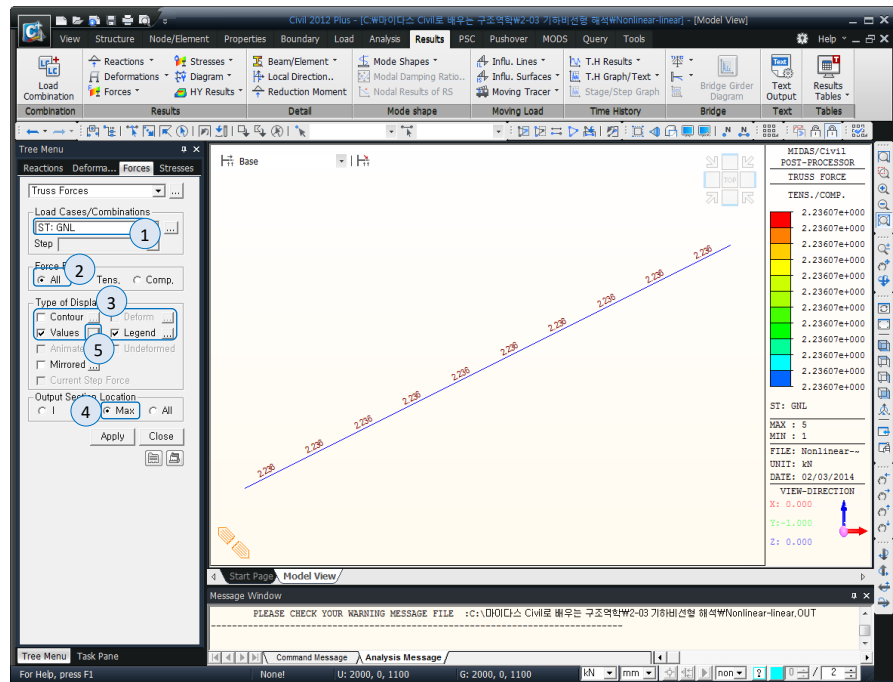 Civil 2012 Plus - [C:₩마이다스 Civil로 배우는 구조역학₩2-03 기하비선형 해석₩Nonlinear-linear] - [Model View]
View Structure Node/Element Properties Boundary Load Analysis Results PSC Pushover MODS Query Tools Help
Load Combination
Reactions
Deformations
Forces
Stresses
Diagram
HY Results
Beam/Element
Local Direction..
Reduction Moment
Mode Shapes
Modal Damping Ratio..
Nodal Results of RS
Influ. Lines
Influ. Surfaces
Moving Tracer
T.H Results
T.H Graph/Text
Stage/Step Graph
Bridge Girder Diagram
Text Output
Results Tables
Combination Results Detail Mode shape Moving Load Time History Bridge Text Tables
Tree Menu
Reactions Deforma... Forces Stresses
Truss Forces
Load Cases/Combinations
ST: GNL
1
Step
2
All Tens. Comp.
3
Type of Displa
Contour Deform
Values Legend
5
Animate Undeformed
Mirrored
Current Step Force
Output Section Location
I 4 Max All
Apply Close
Tree Menu Task Pane
Base
TOP
2.236
2.236
2.236
2.236
2.236
2.236
2.236
2.236
MIDAS/Civil
POST-PROCESSOR
TRUSS FORCE
TENS./COMP.
2.23607e+000
2.23607e+000
2.23607e+000
2.23607e+000
2.23607e+000
2.23607e+000
2.23607e+000
2.23607e+000
2.23607e+000
2.23607e+000
2.23607e+000
2.23607e+000
ST: GNL
MAX : 5
MIN : 1
FILE: Nonlinear-~
UNIT: kN
DATE: 02/03/2014
VIEW-DIRECTION
X: 0.000
Y:-1.000
Z: 0.000
Start Page Model View
Message Window
PLEASE CHECK YOUR WARNING MESSAGE FILE :C:₩마이다스 Civil로 배우는 구조역학₩2-03 기하비선형 해석₩Nonlinear-linear.OUT
Command Message Analysis Message
For Help, press F1 None! U: 2000, 0, 1100 G: 2000, 0, 1100 kN mm non ? 0 / 2